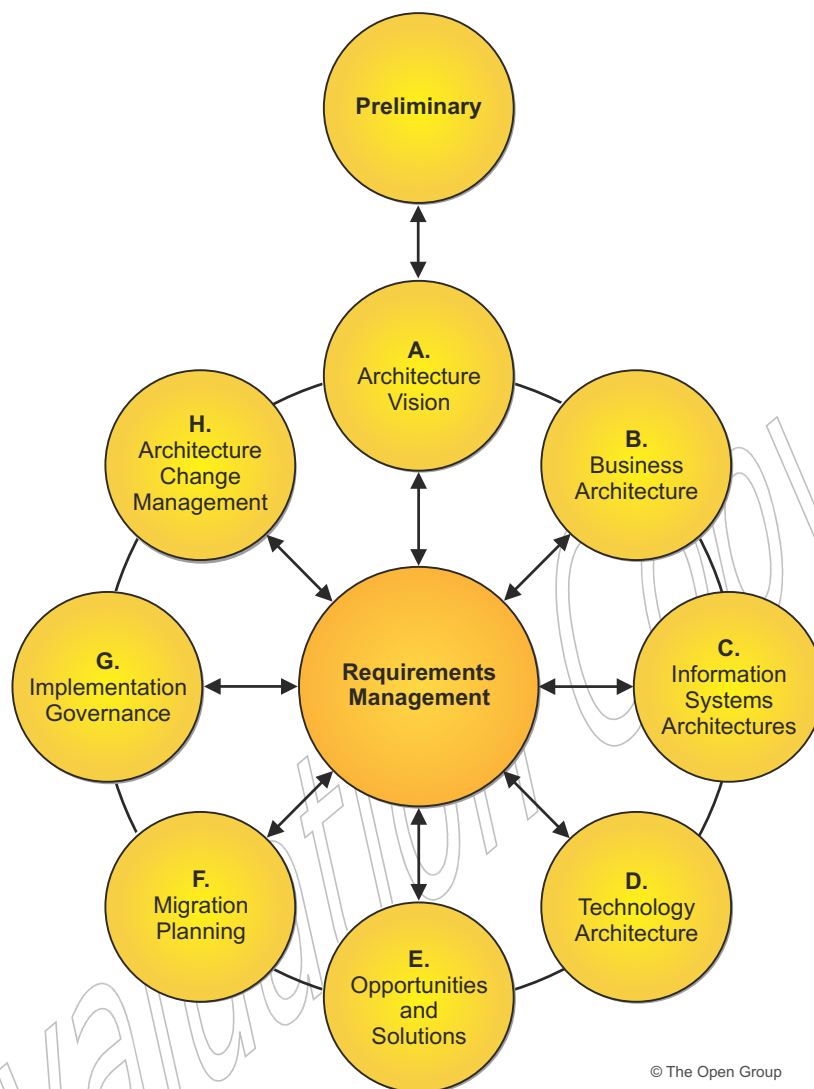 Preliminary
A.
Architecture
Vision
B.
Business
Architecture
C.
Information
Systems
Architectures
D.
Technology
Architecture
E.
Opportunities
and
Solutions
F.
Migration
Planning
G.
Implementation
Governance
H.
Architecture
Change
Management
Requirements
Management
© The Open Group